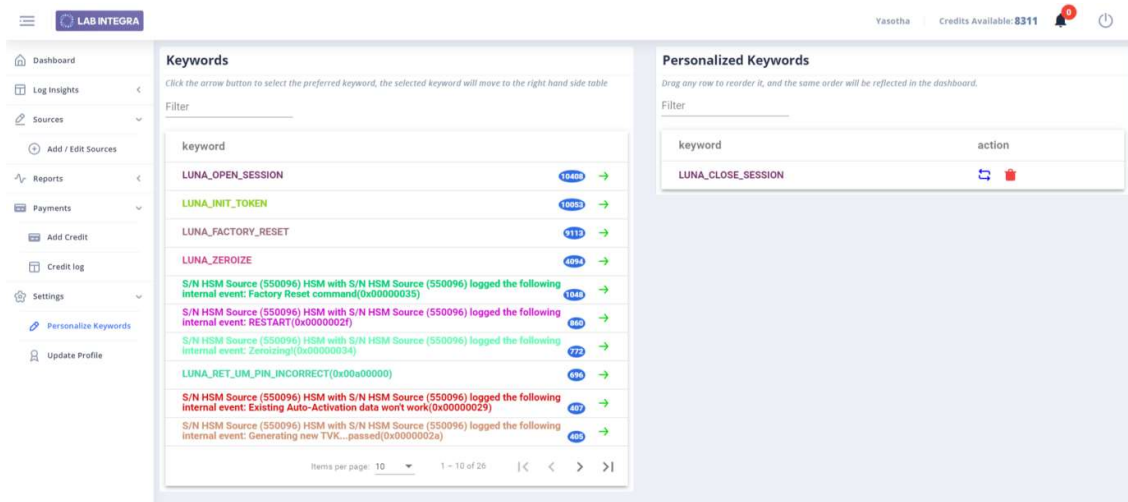 LAB INTEGRA
Yasotha
Credits Available: 8311
0
Dashboard
Log Insights
Sources
Add / Edit Sources
Reports
Payments
Add Credit
Credit log
Settings
Personalize Keywords
Update Profile
Keywords
Click the arrow button to select the preferred keyword, the selected keyword will move to the right hand side table
Filter
keyword
LUNA_OPEN_SESSION 10408
LUNA_INIT_TOKEN 10053
LUNA_FACTORY_RESET 9113
LUNA_ZEROIZE 4094
S/N HSM Source (550096) HSM with S/N HSM Source (550096) logged the following
internal event: Factory Reset command(0x00000035) 1048
S/N HSM Source (550096) HSM with S/N HSM Source (550096) logged the following
internal event: RESTART(0x0000002f) 860
S/N HSM Source (550096) HSM with S/N HSM Source (550096) logged the following
internal event: Zeroizing!(0x00000034) 772
LUNA_RET_UM_PIN_INCORRECT(0x00a00000) 696
S/N HSM Source (550096) HSM with S/N HSM Source (550096) logged the following
internal event: Existing Auto-Activation data won't work(0x00000029) 407
S/N HSM Source (550096) HSM with S/N HSM Source (550096) logged the following
internal event: Generating new TVK...passed(0x0000002a) 405
Items per page: 10 1 – 10 of 26
Personalized Keywords
Drag any row to reorder it, and the same order will be reflected in the dashboard.
Filter
keyword action
LUNA_CLOSE_SESSION